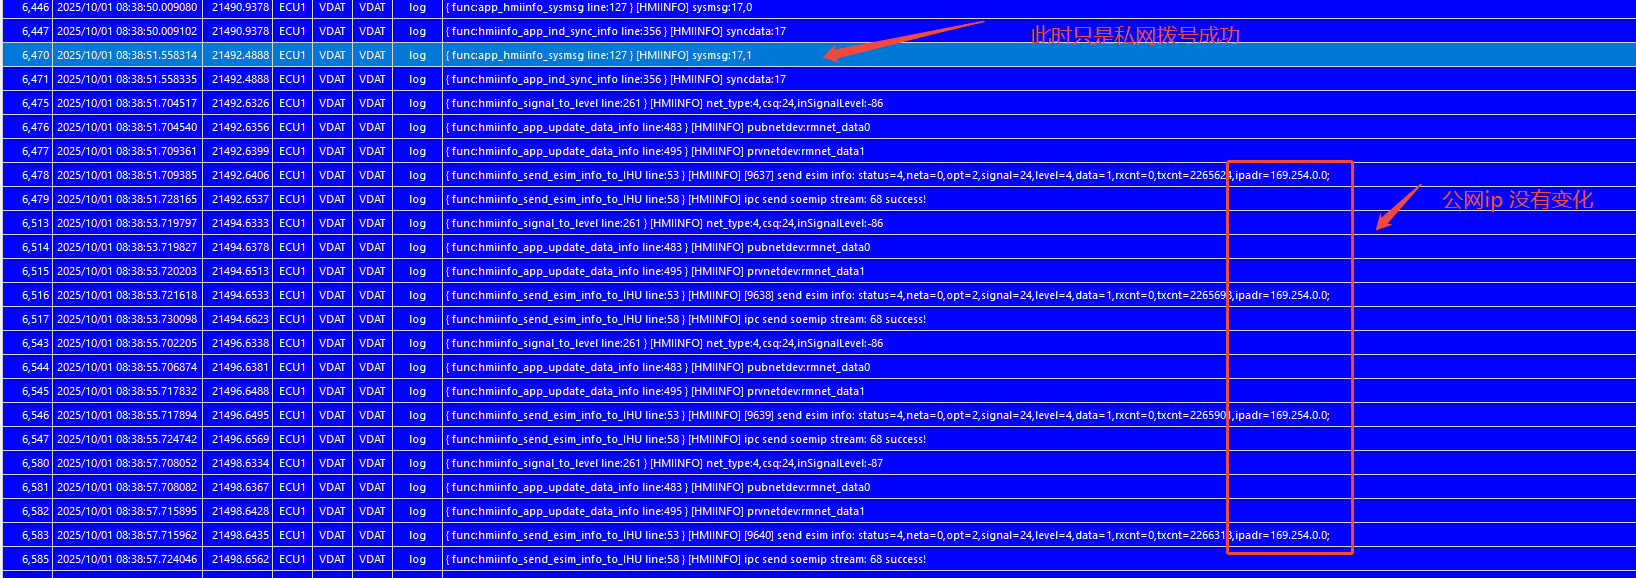 6,446 2025/10/01 08:38:50.009080 21490.9378 ECU1 VDAT VDAT log { func:app_hmiinfo_sysmsg line:127 } [HMIINFO] sysmsg:17,0
6,447 2025/10/01 08:38:50.009102 21490.9378 ECU1 VDAT VDAT log { func:hmiinfo_app_ind_sync_info line:356 } [HMIINFO] syncdata:17
此时只是私网拨号成功
6,470 2025/10/01 08:38:51.558314 21492.4888 ECU1 VDAT VDAT log { func:app_hmiinfo_sysmsg line:127 } [HMIINFO] sysmsg:17,1
6,471 2025/10/01 08:38:51.558335 21492.4888 ECU1 VDAT VDAT log { func:hmiinfo_app_ind_sync_info line:356 } [HMIINFO] syncdata:17
6,475 2025/10/01 08:38:51.704517 21492.6326 ECU1 VDAT VDAT log { func:hmiinfo_signal_to_level line:261 } [HMIINFO] net_type:4,csq:24,inSignalLevel:-86
6,476 2025/10/01 08:38:51.704540 21492.6356 ECU1 VDAT VDAT log { func:hmiinfo_app_update_data_info line:483 } [HMIINFO] pubnetdev:rmnet_data0
6,477 2025/10/01 08:38:51.709361 21492.6399 ECU1 VDAT VDAT log { func:hmiinfo_app_update_data_info line:495 } [HMIINFO] prvnetdev:rmnet_data1
6,478 2025/10/01 08:38:51.709385 21492.6406 ECU1 VDAT VDAT log { func:hmiinfo_send_esim_info_to_IHU line:53 } [HMIINFO] [9637] send esim info: status=4,neta=0,opt=2,signal=24,level=4,data=1,rxcnt=0,txcnt=2265624,ipadr=169.254.0.0;
6,479 2025/10/01 08:38:51.728165 21492.6537 ECU1 VDAT VDAT log { func:hmiinfo_send_esim_info_to_IHU line:58 } [HMIINFO] ipc send soemip stream: 68 success!
公网ip 没有变化
6,513 2025/10/01 08:38:53.719797 21494.6333 ECU1 VDAT VDAT log { func:hmiinfo_signal_to_level line:261 } [HMIINFO] net_type:4,csq:24,inSignalLevel:-86
6,514 2025/10/01 08:38:53.719827 21494.6378 ECU1 VDAT VDAT log { func:hmiinfo_app_update_data_info line:483 } [HMIINFO] pubnetdev:rmnet_data0
6,515 2025/10/01 08:38:53.720203 21494.6513 ECU1 VDAT VDAT log { func:hmiinfo_app_update_data_info line:495 } [HMIINFO] prvnetdev:rmnet_data1
6,516 2025/10/01 08:38:53.721618 21494.6533 ECU1 VDAT VDAT log { func:hmiinfo_send_esim_info_to_IHU line:53 } [HMIINFO] [9638] send esim info: status=4,neta=0,opt=2,signal=24,level=4,data=1,rxcnt=0,ipadr=169.254.0.0;
6,517 2025/10/01 08:38:53.730098 21494.6623 ECU1 VDAT VDAT log { func:hmiinfo_send_esim_info_to_IHU line:58 } [HMIINFO] ipc send soemip stream: 68 success!
6,543 2025/10/01 08:38:55.702205 21496.6338 ECU1 VDAT VDAT log { func:hmiinfo_signal_to_level line:261 } [HMIINFO] net_type:4,csq:24,inSignalLevel:-86
6,544 2025/10/01 08:38:55.706874 21496.6381 ECU1 VDAT VDAT log { func:hmiinfo_app_update_data_info line:483 } [HMIINFO] pubnetdev:rmnet_data0
6,545 2025/10/01 08:38:55.717832 21496.6488 ECU1 VDAT VDAT log { func:hmiinfo_app_update_data_info line:495 } [HMIINFO] prvnetdev:rmnet_data1
6,546 2025/10/01 08:38:55.717894 21496.6495 ECU1 VDAT VDAT log { func:hmiinfo_send_esim_info_to_IHU line:53 } [HMIINFO] [9639] send esim info: status=4,neta=0,opt=2,signal=24,level=4,data=1,rxcnt=0,txcnt=2265901,ipadr=169.254.0.0;
6,547 2025/10/01 08:38:55.724742 21496.6569 ECU1 VDAT VDAT log { func:hmiinfo_send_esim_info_to_IHU line:58 } [HMIINFO] ipc send soemip stream: 68 success!
6,580 2025/10/01 08:38:57.708052 21498.6334 ECU1 VDAT VDAT log { func:hmiinfo_signal_to_level line:261 } [HMIINFO] net_type:4,csq:24,inSignalLevel:-87
6,581 2025/10/01 08:38:57.708082 21498.6367 ECU1 VDAT VDAT log { func:hmiinfo_app_update_data_info line:483 } [HMIINFO] pubnetdev:rmnet_data0
6,582 2025/10/01 08:38:57.715895 21498.6428 ECU1 VDAT VDAT log { func:hmiinfo_app_update_data_info line:495 } [HMIINFO] prvnetdev:rmnet_data1
6,583 2025/10/01 08:38:57.715962 21498.6435 ECU1 VDAT VDAT log { func:hmiinfo_send_esim_info_to_IHU line:53 } [HMIINFO] [9640] send esim info: status=4,neta=0,opt=2,signal=24,level=4,data=1,rxcnt=0,ipadr=169.254.0.0;
6,585 2025/10/01 08:38:57.724046 21498.6562 ECU1 VDAT VDAT log { func:hmiinfo_send_esim_info_to_IHU line:58 } [HMIINFO] ipc send soemip stream: 68 success!